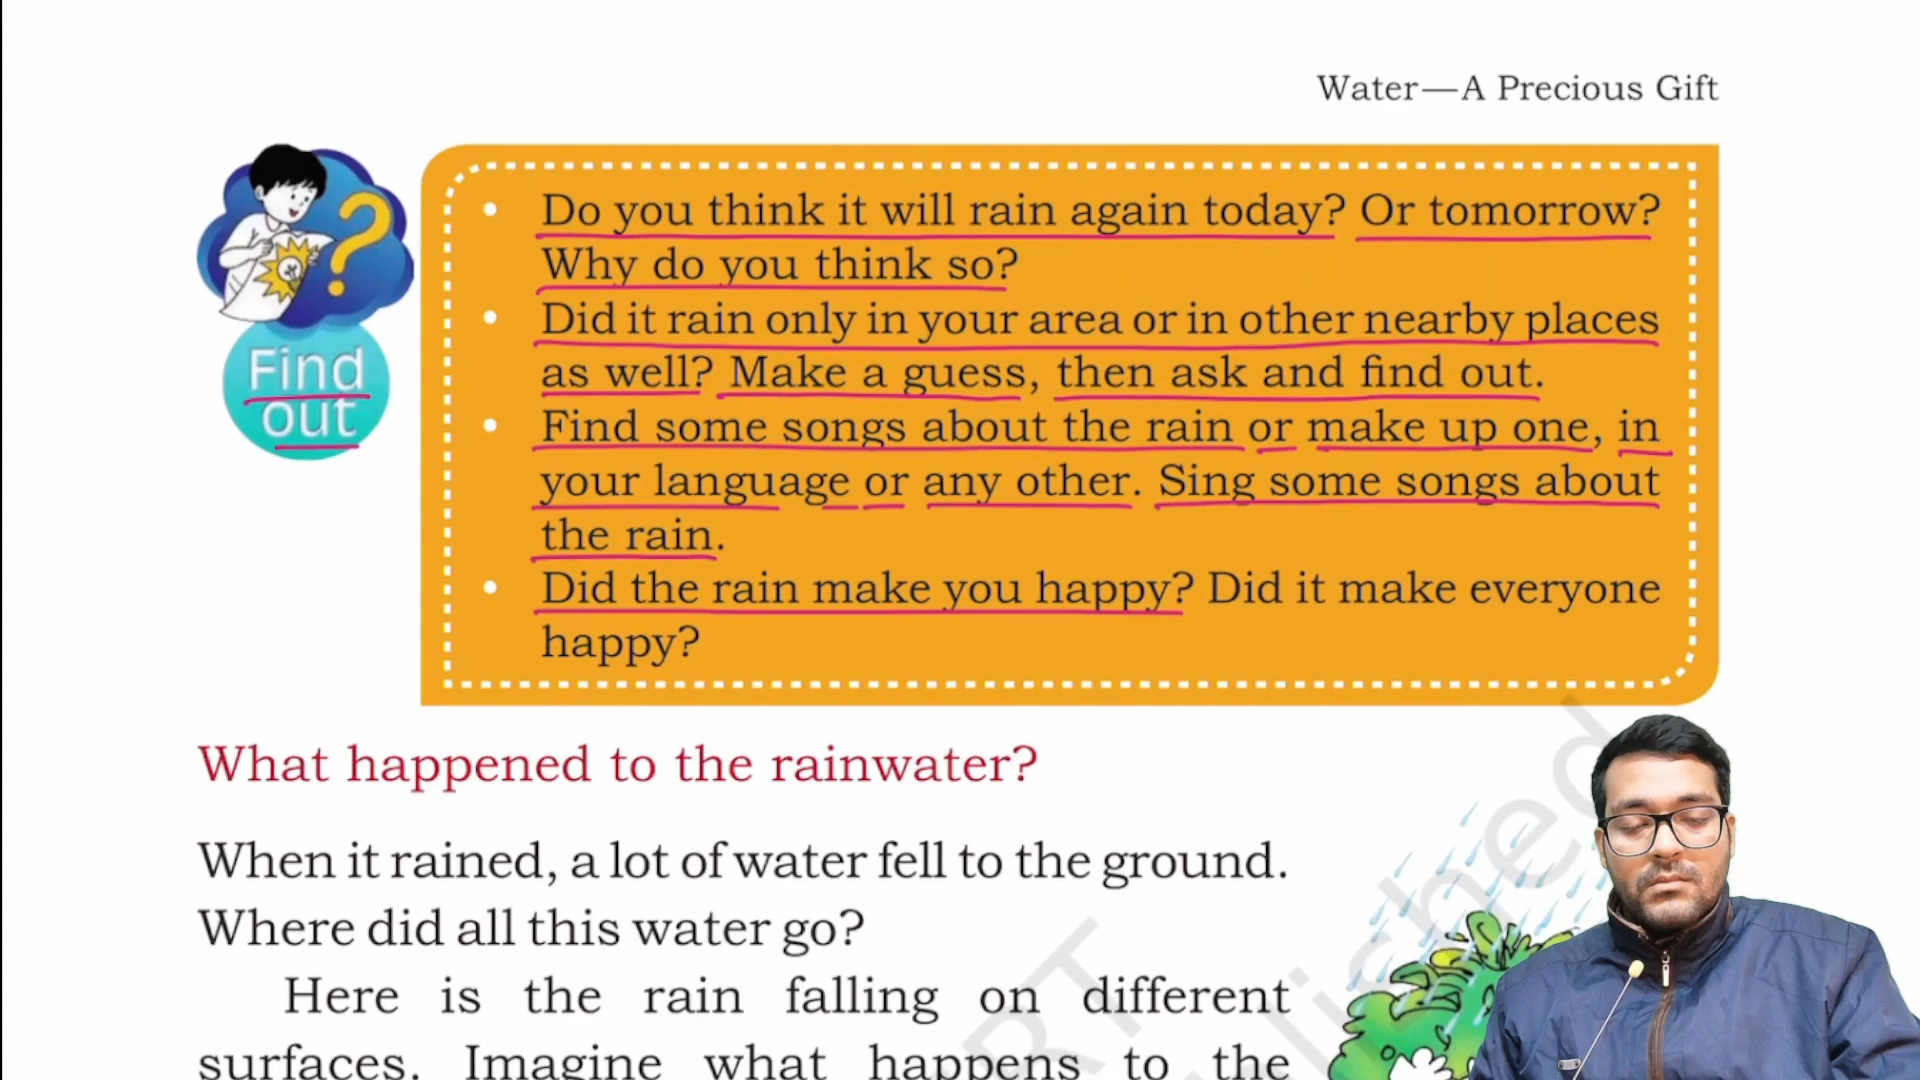 Water—A Precious Gift
Find
out
• Do you think it will rain again today? Or tomorrow?
Why do you think so?
• Did it rain only in your area or in other nearby places
as well? Make a guess, then ask and find out.
• Find some songs about the rain or make up one, in
your language or any other. Sing some songs about
the rain.
• Did the rain make you happy? Did it make everyone
happy?
What happened to the rainwater?
When it rained, a lot of water fell to the ground.
Where did all this water go?
Here is the rain falling on different
surfaces. Imagine what happens to the